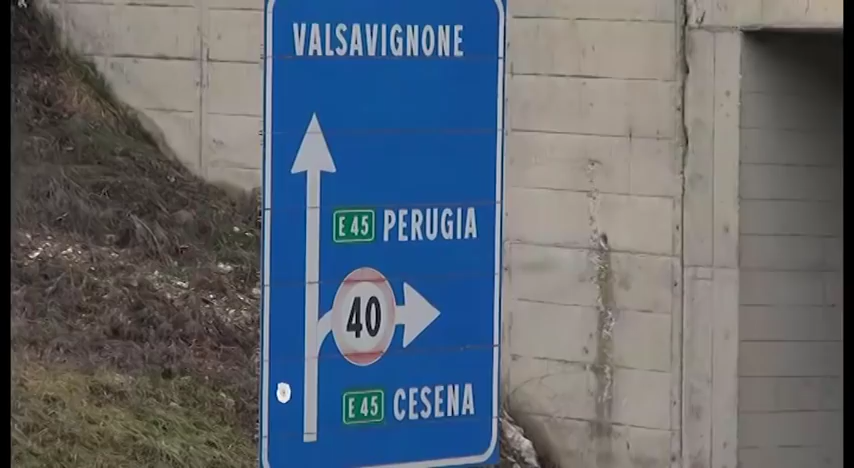 VALSAVIGNONE
E 45 PERUGIA
40
E 45 CESENA